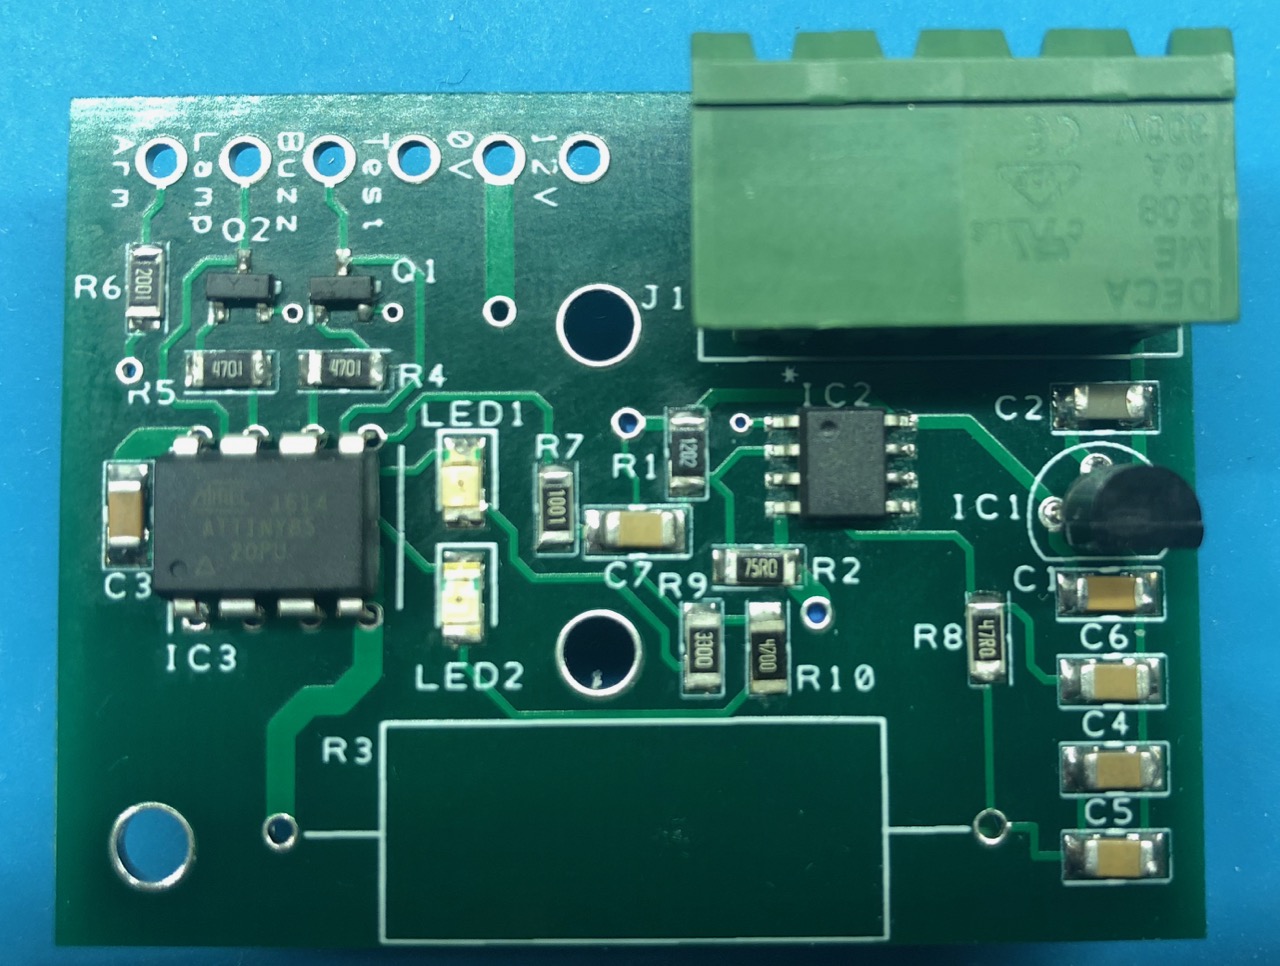 Arm
Lamp
Buzz
Test
0V
12V
300V
CE
5.08
ME
DECA
Q2
Q1
R6
2001
J1
4701
4701
R5
R4
*
IC2
C2
LED1
R7
R1
1202
IC1
1614
ATTINY85
20PU
1001
C3
C7
R9
75R0
R2
C1
C6
IC3
LED2
3300
4700
R10
R8
47R0
C4
R3
C5